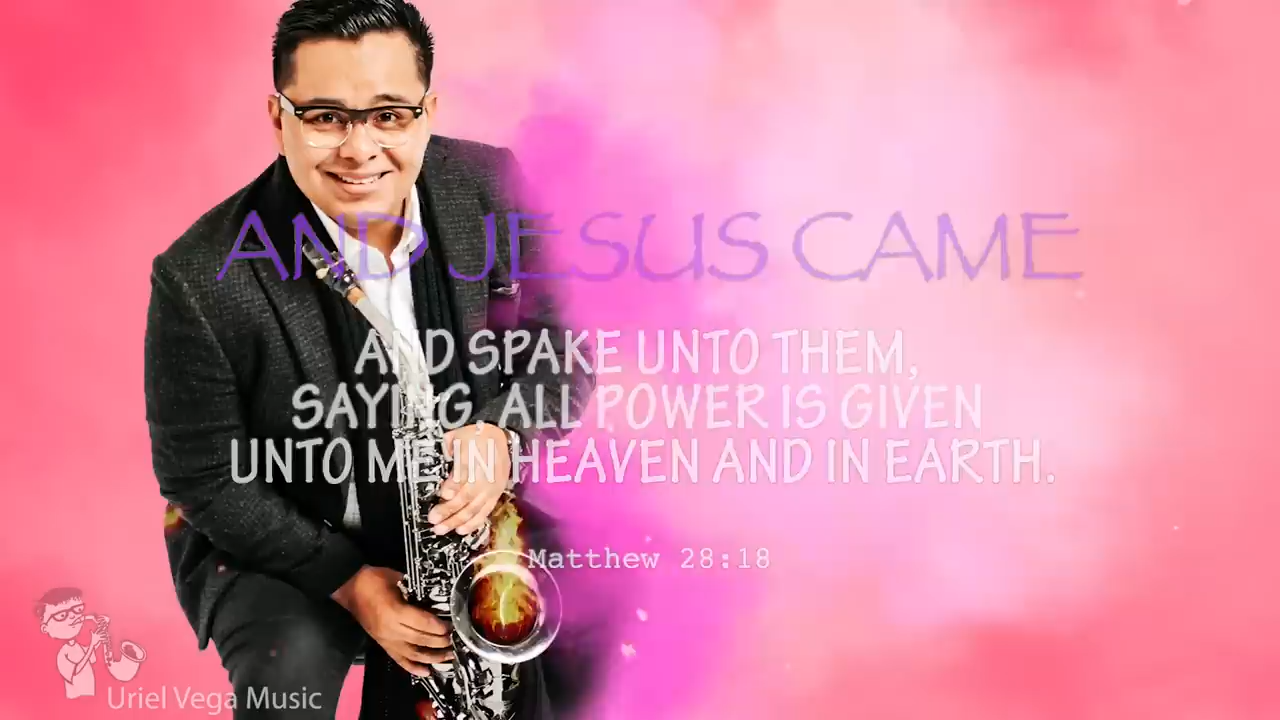 AND JESUS CAME
AND SPAKE UNTO THEM,
SAYING, ALL POWER IS GIVEN
UNTO ME IN HEAVEN AND IN EARTH.
Matthew 28:18
Uriel Vega Music